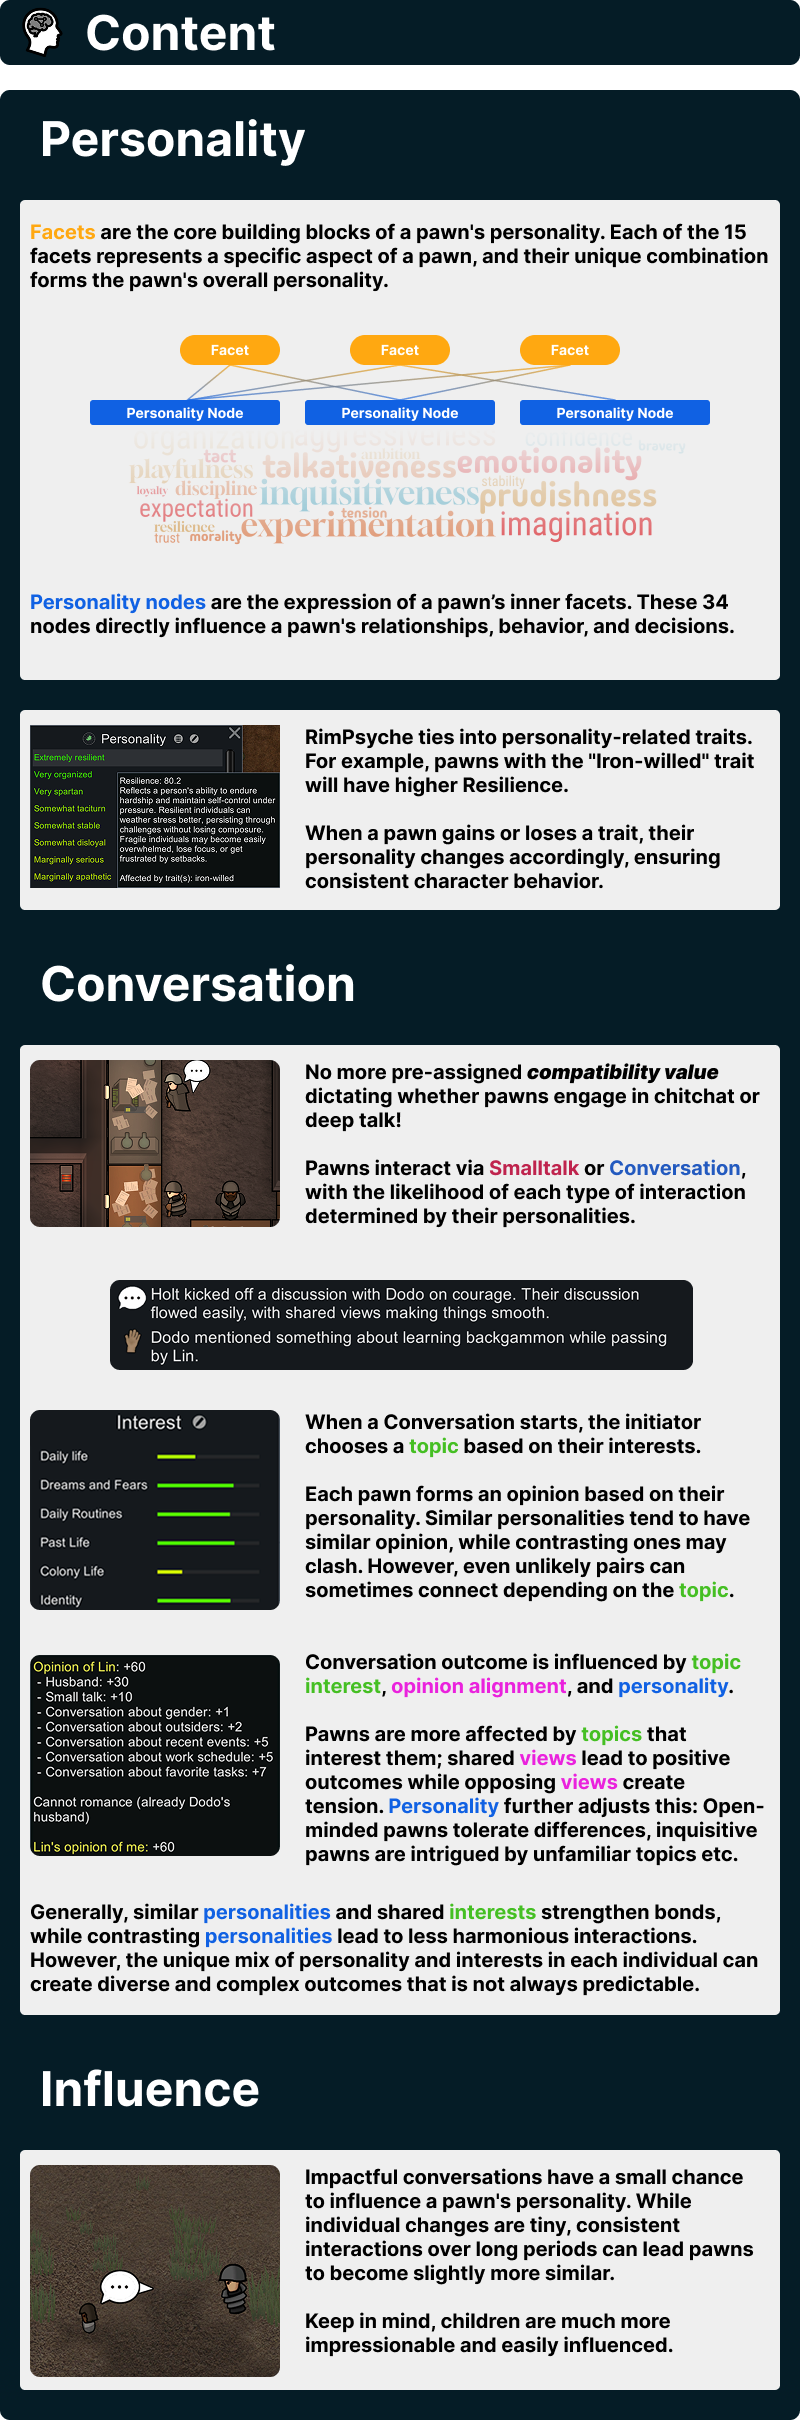 Content
Personality
Facets are the core building blocks of a pawn's personality. Each of the 15
facets represents a specific aspect of a pawn, and their unique combination
forms the pawn's overall personality.
Facet Facet Facet
Personality Node Personality Node Personality Node
organization aggressiveness confidence
bravery
tact ambition
playfulness talkativeness emotionality
stability
loyalty discipline inquisitiveness prudishness
expectation tension
resilience experimentation imagination
trust morality
Personality nodes are the expression of a pawn’s inner facets. These 34
nodes directly influence a pawn's relationships, behavior, and decisions.
Personality
Extremely resilient
Very organized
Very spartan
Somewhat taciturn
Somewhat stable
Somewhat disloyal
Marginally serious
Marginally apathetic
Resilience: 80.2
Reflects a person's ability to endure
hardship and maintain self-control under
pressure. Resilient individuals can
weather stress better, persisting through
challenges without losing composure.
Fragile individuals may become easily
overwhelmed, lose focus, or get
frustrated by setbacks.
Affected by trait(s): iron-willed
RimPsyche ties into personality-related traits.
For example, pawns with the "Iron-willed" trait
will have higher Resilience.
When a pawn gains or loses a trait, their
personality changes accordingly, ensuring
consistent character behavior.
Conversation
No more pre-assigned compatibility value
dictating whether pawns engage in chitchat or
deep talk!
Pawns interact via Smalltalk or Conversation,
with the likelihood of each type of interaction
determined by their personalities.
Holt kicked off a discussion with Dodo on courage. Their discussion
flowed easily, with shared views making things smooth.
Dodo mentioned something about learning backgammon while passing
by Lin.
Interest
Daily life
Dreams and Fears
Daily Routines
Past Life
Colony Life
Identity
When a Conversation starts, the initiator
chooses a topic based on their interests.
Each pawn forms an opinion based on their
personality. Similar personalities tend to have
similar opinion, while contrasting ones may
clash. However, even unlikely pairs can
sometimes connect depending on the topic.
Opinion of Lin: +60
- Husband: +30
- Small talk: +10
- Conversation about gender: +1
- Conversation about outsiders: +2
- Conversation about recent events: +5
- Conversation about work schedule: +5
- Conversation about favorite tasks: +7
Cannot romance (already Dodo's
husband)
Lin's opinion of me: +60
Conversation outcome is influenced by topic
interest, opinion alignment, and personality.
Pawns are more affected by topics that
interest them; shared views lead to positive
outcomes while opposing views create
tension. Personality further adjusts this: Open-
minded pawns tolerate differences, inquisitive
pawns are intrigued by unfamiliar topics etc.
Generally, similar personalities and shared interests strengthen bonds,
while contrasting personalities lead to less harmonious interactions.
However, the unique mix of personality and interests in each individual can
create diverse and complex outcomes that is not always predictable.
Influence
Impactful conversations have a small chance
to influence a pawn's personality. While
individual changes are tiny, consistent
interactions over long periods can lead pawns
to become slightly more similar.
Keep in mind, children are much more
impressionable and easily influenced.